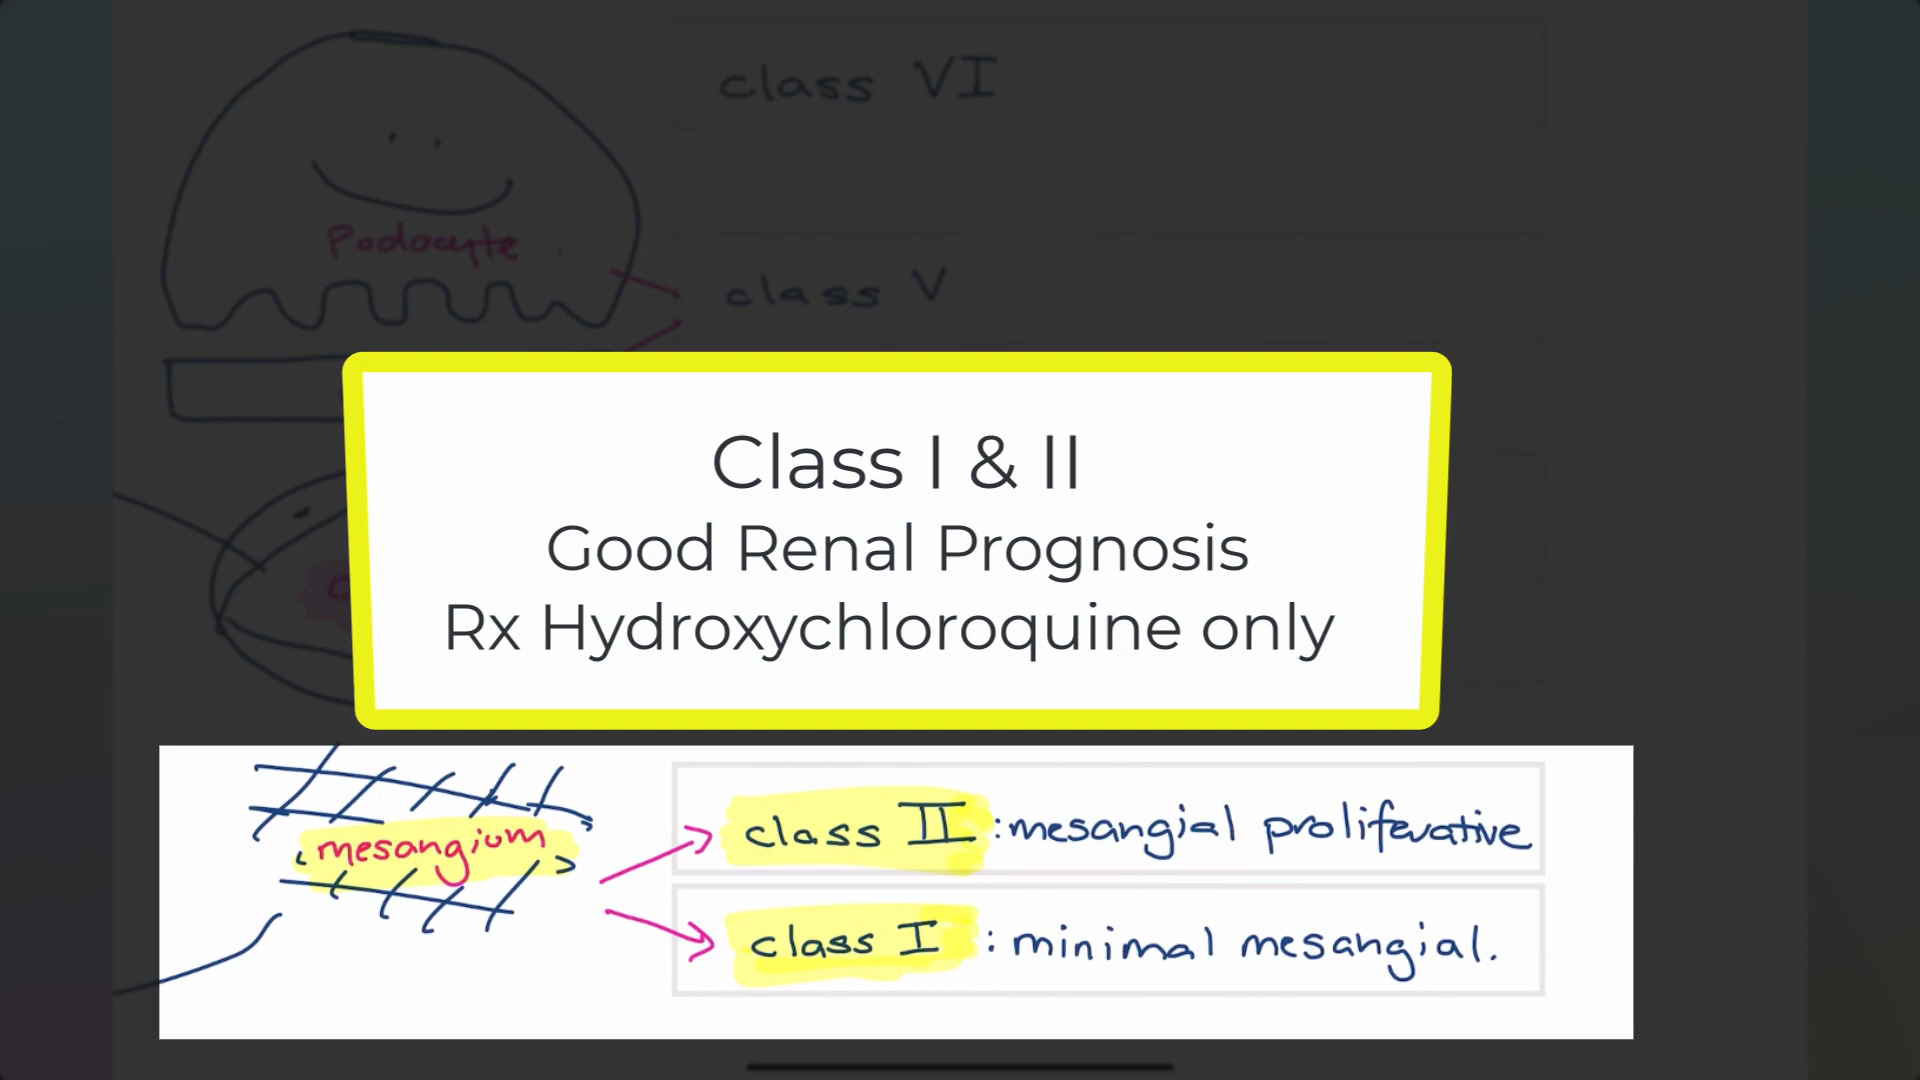 class VI
Podocyte
class V
Class I & II
Good Renal Prognosis
Rx Hydroxychloroquine only
mesangium
class II : mesangial proliferative
class I : minimal mesangial.